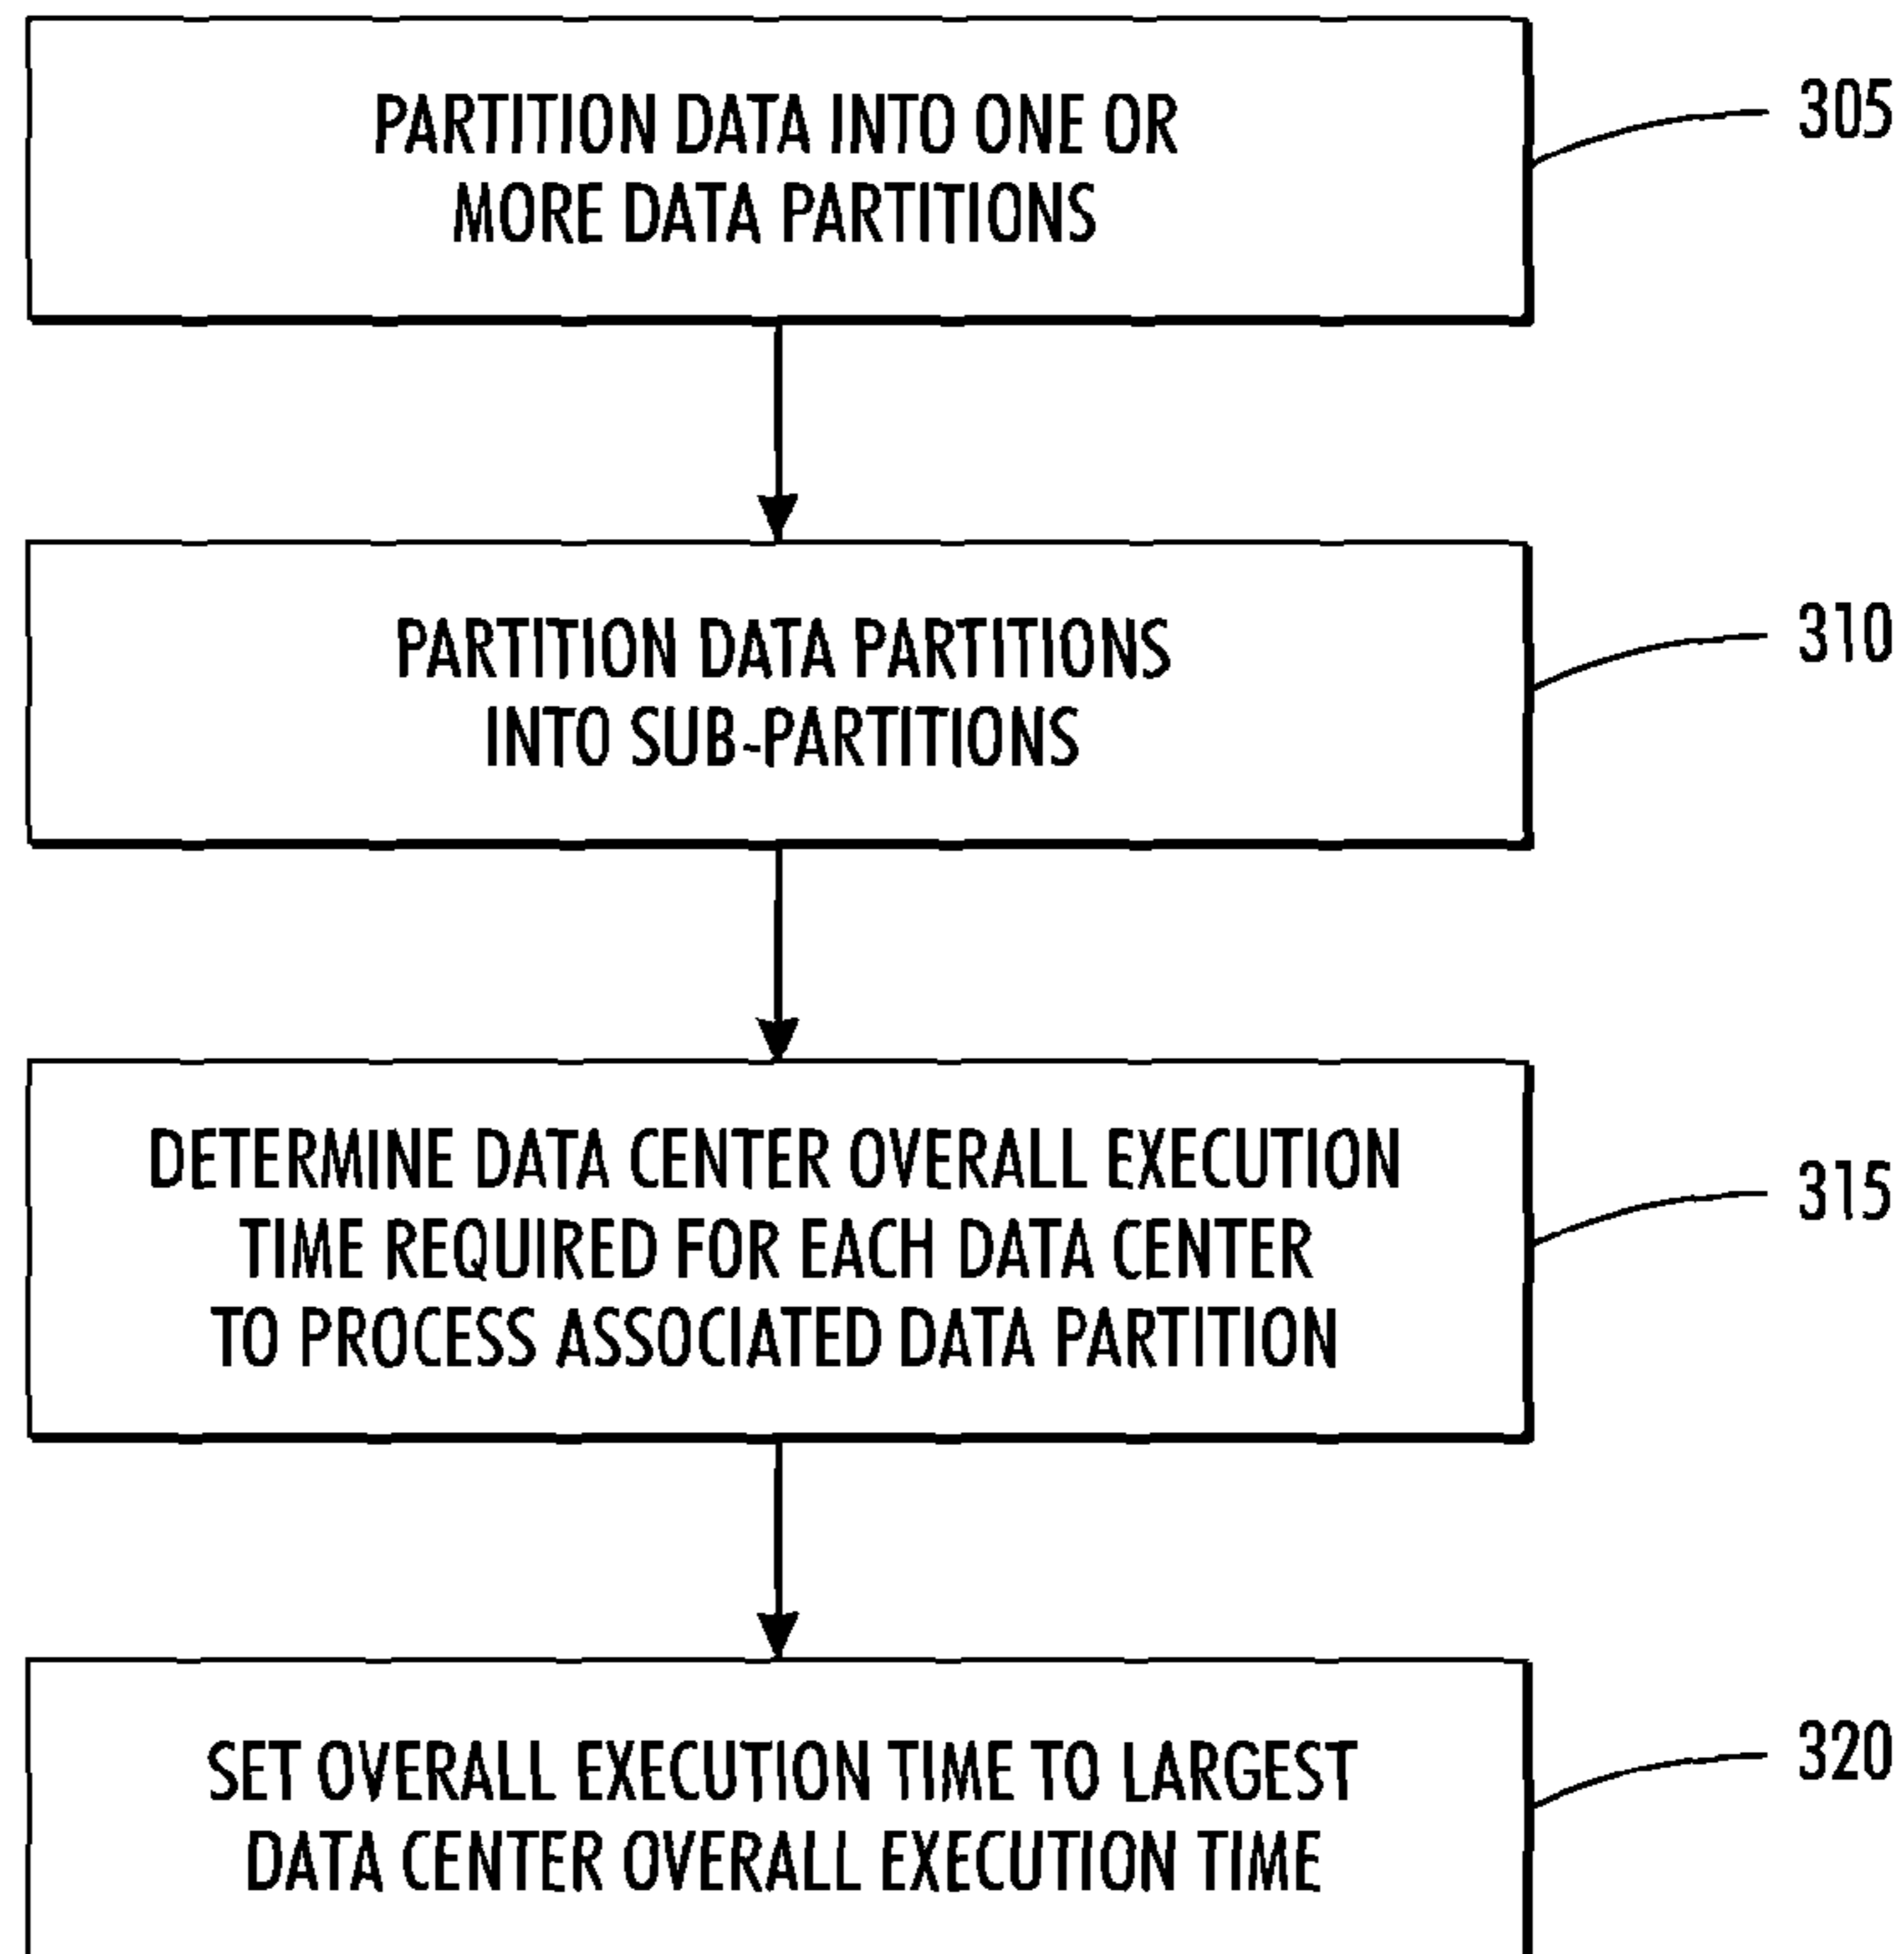 PARTITION DATA INTO ONE OR
MORE DATA PARTITIONS
305
PARTITION DATA PARTITIONS
INTO SUB-PARTITIONS
310
DETERMINE DATA CENTER OVERALL EXECUTION
TIME REQUIRED FOR EACH DATA CENTER
TO PROCESS ASSOCIATED DATA PARTITION
315
SET OVERALL EXECUTION TIME TO LARGEST
DATA CENTER OVERALL EXECUTION TIME
320